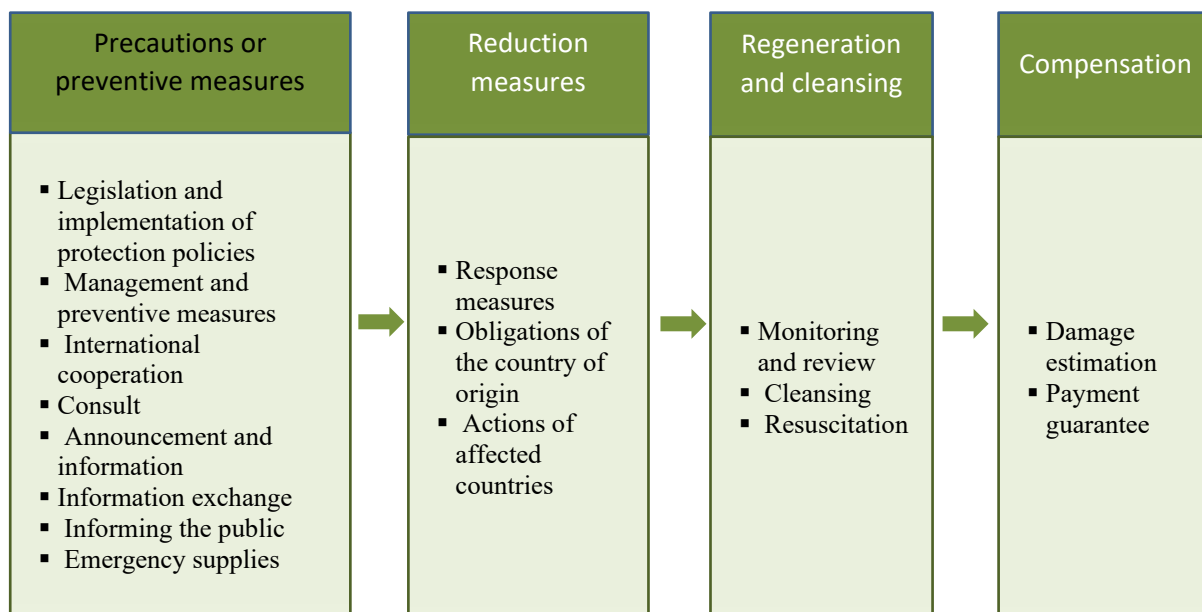 Precautions or
preventive measures
▪ Legislation and
implementation of
protection policies
▪ Management and
preventive measures
▪ International
cooperation
▪ Consult
▪ Announcement and
information
▪ Information exchange
▪ Informing the public
▪ Emergency supplies
Reduction
measures
▪ Response
measures
▪ Obligations of
the country of
origin
▪ Actions of
affected
countries
Regeneration
and cleansing
▪ Monitoring
and review
▪ Cleansing
▪ Resuscitation
Compensation
▪ Damage
estimation
▪ Payment
guarantee